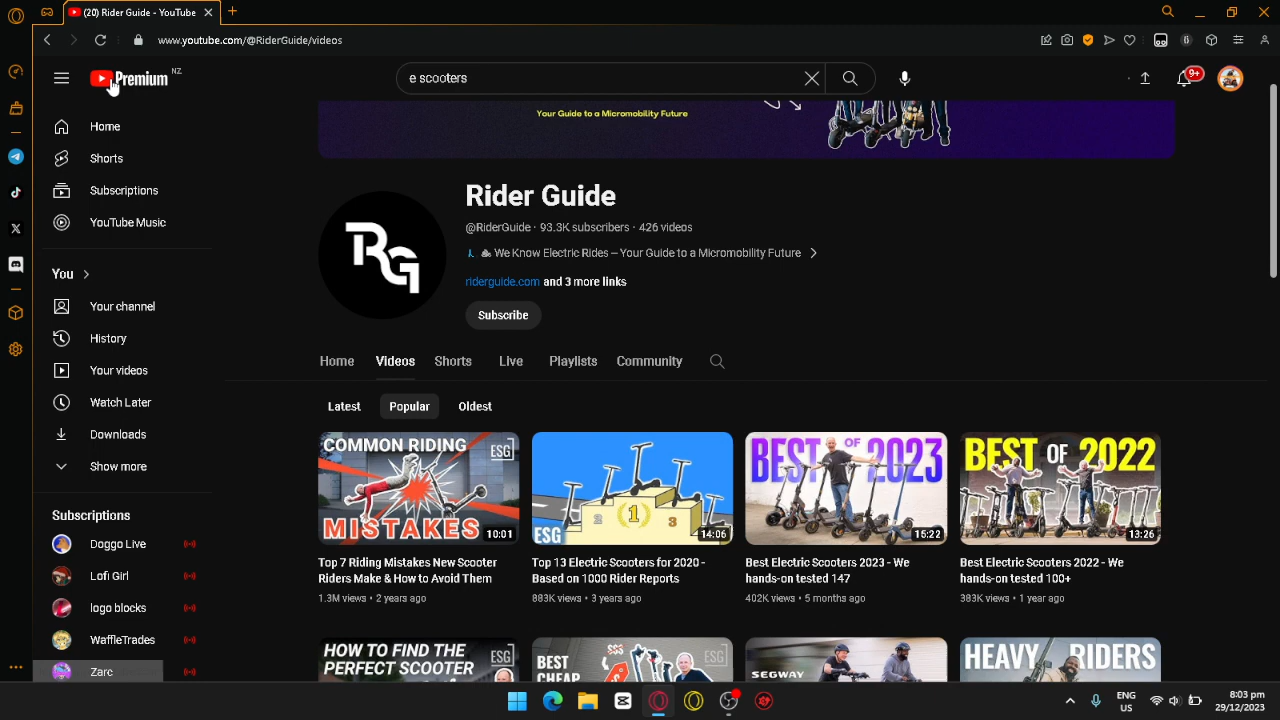 (20) Rider Guide - YouTube
www.youtube.com/@RiderGuide/videos
Premium NZ
e scooters
9+
Home
Shorts
Subscriptions
YouTube Music
You
Your channel
History
Your videos
Watch Later
Downloads
Show more
Subscriptions
Doggo Live
Lofi Girl
logo blocks
WaffleTrades
Zarc
Your Guide to a Micromobility Future
RG
Rider Guide
@RiderGuide · 93.3K subscribers · 426 videos
We Know Electric Rides – Your Guide to a Micromobility Future
riderguide.com and 3 more links
Subscribe
Home Videos Shorts Live Playlists Community
Latest Popular Oldest
COMMON RIDING
MISTAKES
ESG
10:01
Top 7 Riding Mistakes New Scooter
Riders Make & How to Avoid Them
1.3M views • 2 years ago
2 1 3
ESG
14:06
Top 13 Electric Scooters for 2020 -
Based on 1000 Rider Reports
883K views • 3 years ago
BEST OF 2023
15:22
Best Electric Scooters 2023 - We
hands-on tested 147
402K views • 5 months ago
BEST OF 2022
13:26
Best Electric Scooters 2022 - We
hands-on tested 100+
383K views • 1 year ago
HOW TO FIND THE
PERFECT SCOOTER
ESG
BEST
CHEAP
$$$
ESG
SEGWAY
HEAVY RIDERS
ENG
US
8:03 pm
29/12/2023